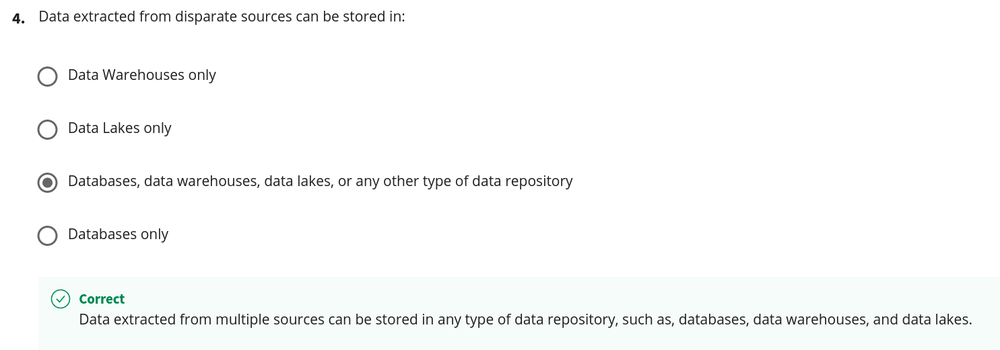 4. Data extracted from disparate sources can be stored in:
Data Warehouses only
Data Lakes only
Databases, data warehouses, data lakes, or any other type of data repository
Databases only
Correct
Data extracted from multiple sources can be stored in any type of data repository, such as, databases, data warehouses, and data lakes.